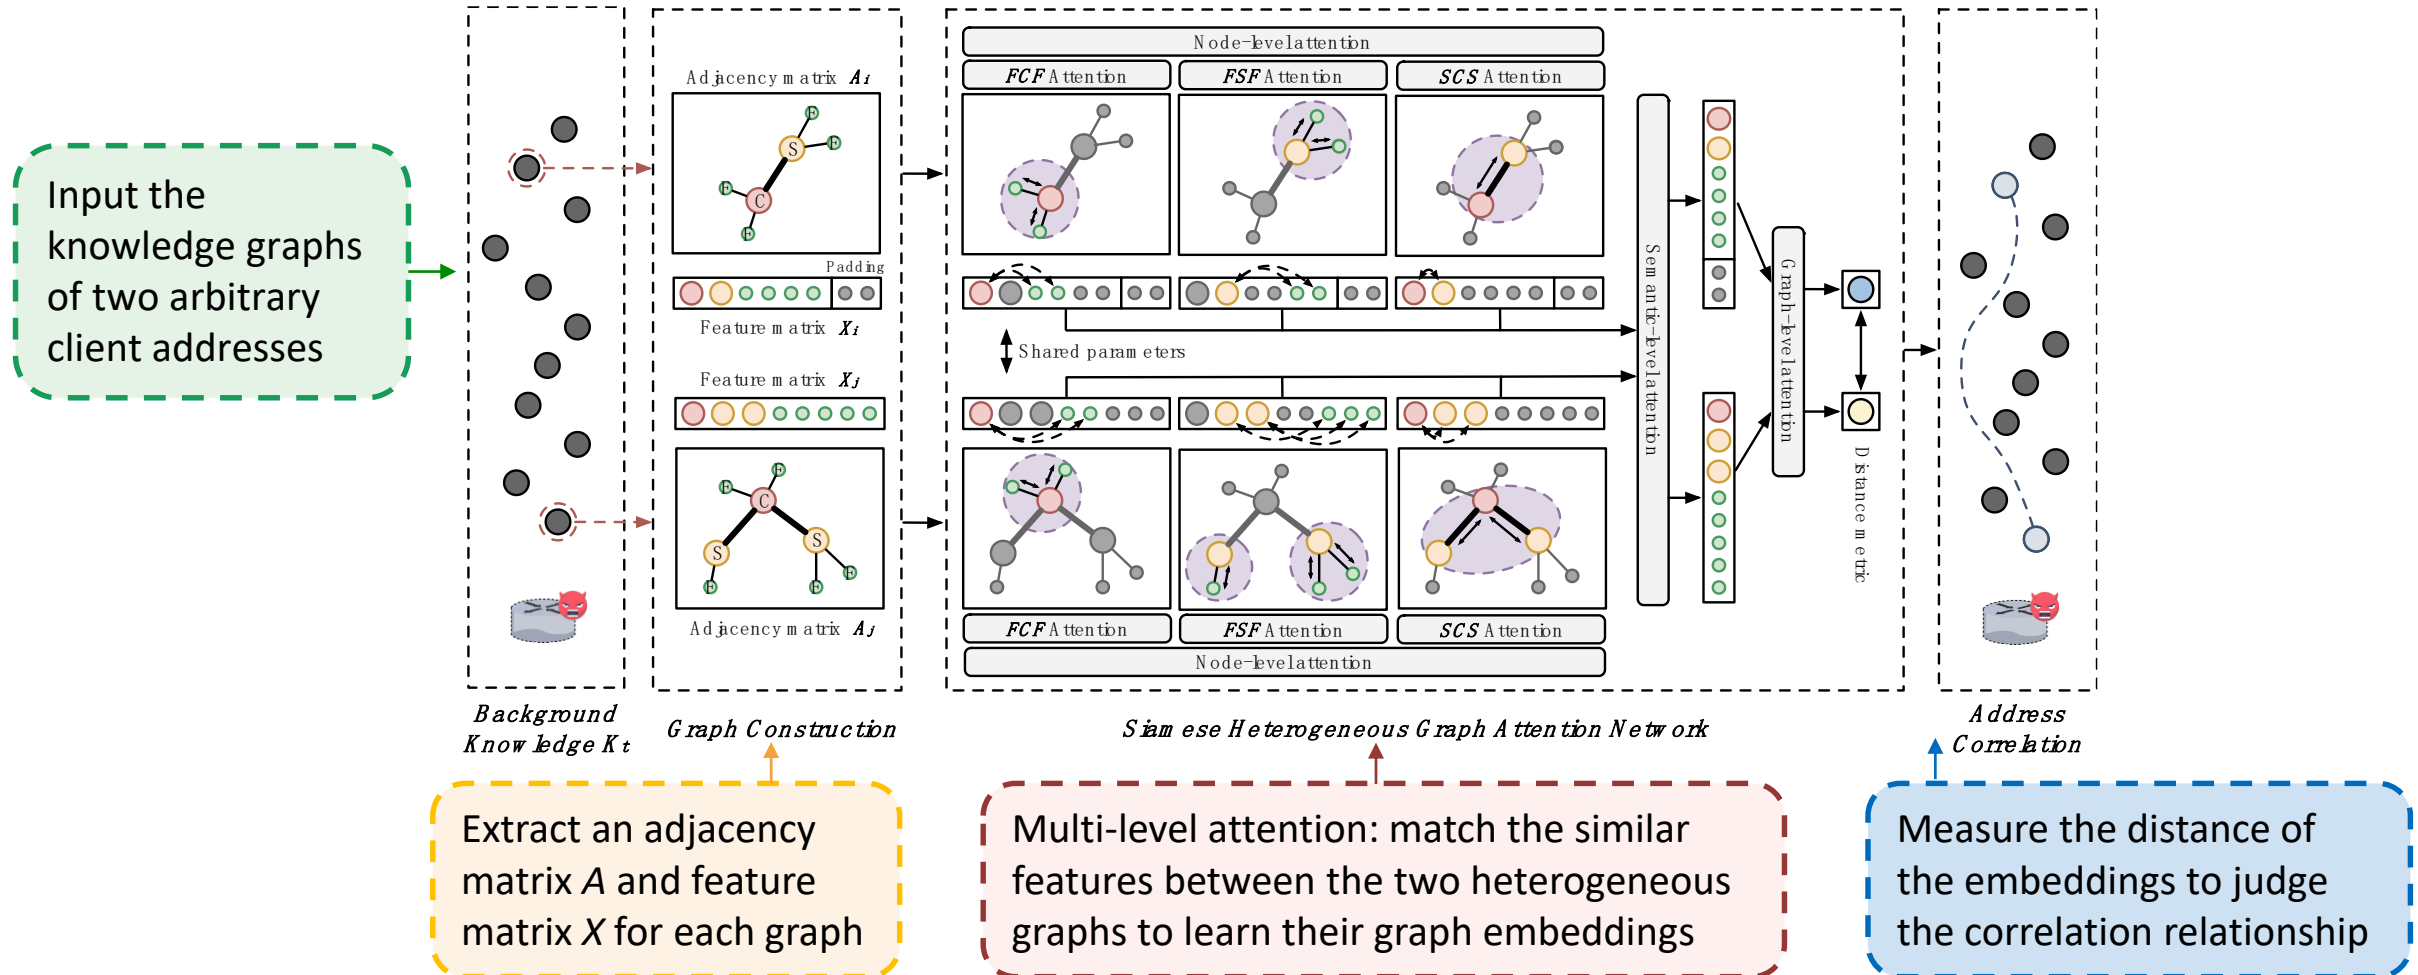 Input the
knowledge graphs
of two arbitrary
client addresses
Adjacency matrix Ai
F
S
F
F
C
F
Padding
Feature matrix Xi
Feature matrix Xj
F
C
F
S
S
F
F
F
Adjacency matrix Aj
Node-level attention
FCF Attention
FSF Attention
SCS Attention
Shared parameters
FCF Attention
FSF Attention
SCS Attention
Node-level attention
Semantic-level attention
Graph-level attention
Distance metric
Background
Knowledge Kt
Graph Construction
Siamese Heterogeneous Graph Attention Network
Address
Correlation
Extract an adjacency
matrix A and feature
matrix X for each graph
Multi-level attention: match the similar
features between the two heterogeneous
graphs to learn their graph embeddings
Measure the distance of
the embeddings to judge
the correlation relationship